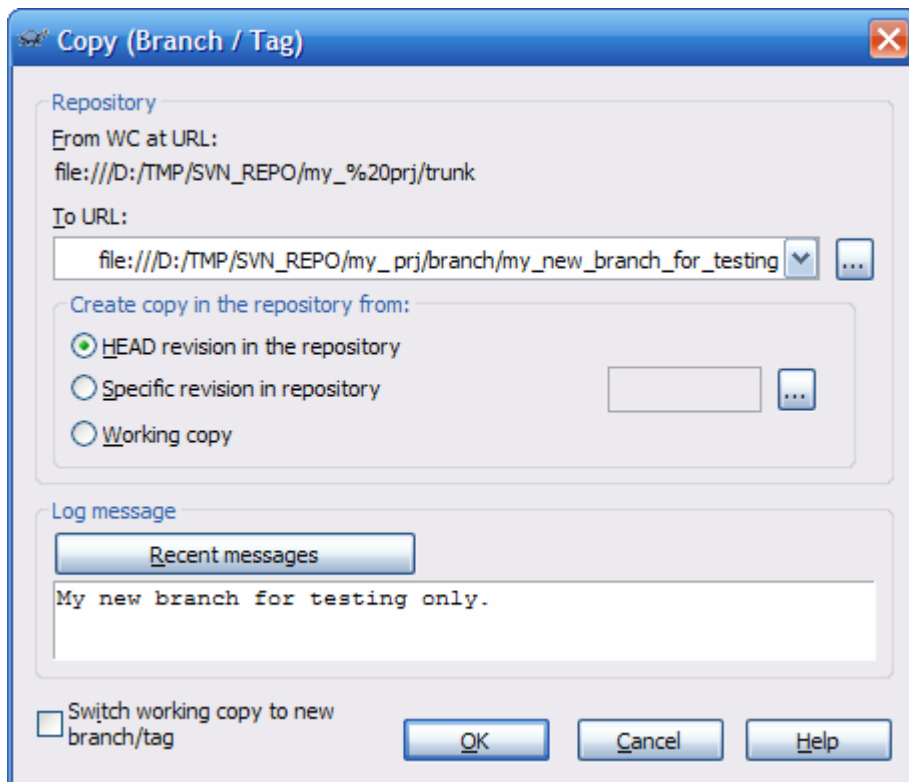 Copy (Branch / Tag)
Repository
From WC at URL:
file:///D:/TMP/SVN_REPO/my_%20prj/trunk
To URL:
file:///D:/TMP/SVN_REPO/my_ prj/branch/my_new_branch_for_testing
...
Create copy in the repository from:
HEAD revision in the repository
Specific revision in repository
...
Working copy
Log message
Recent messages
My new branch for testing only.
Switch working copy to new
branch/tag
OK
Cancel
Help